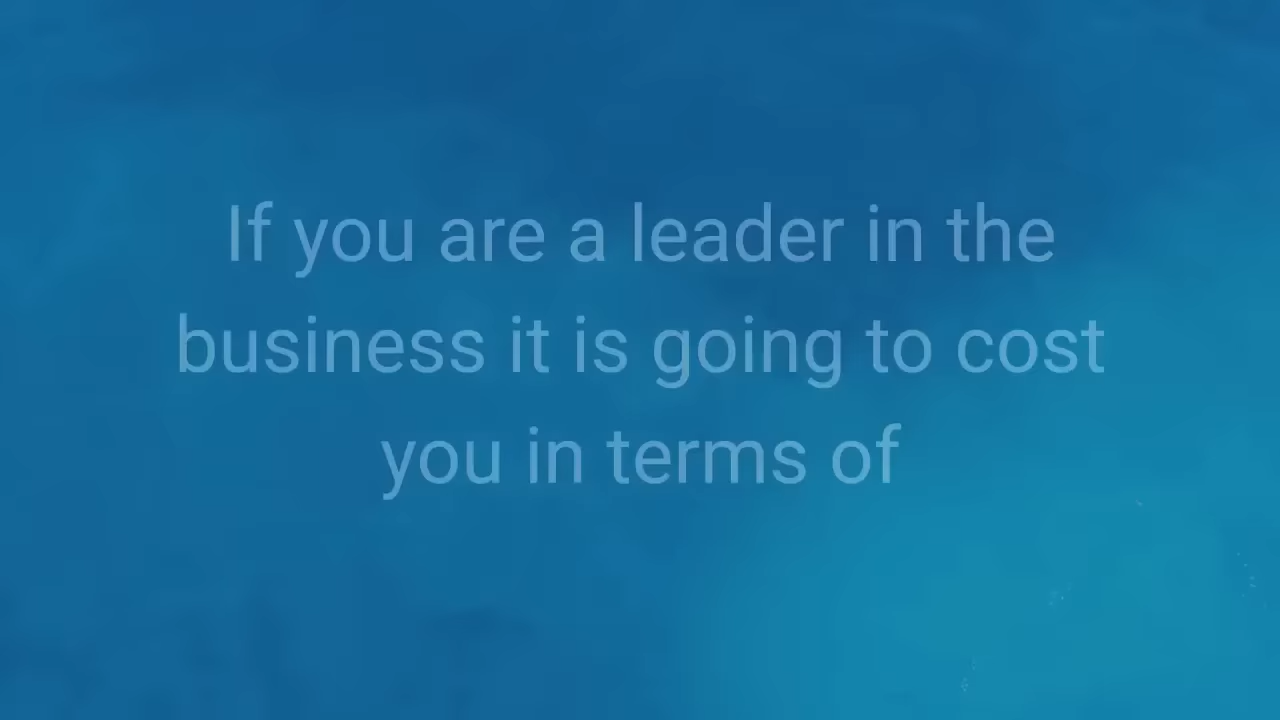 If you are a leader in the
business it is going to cost
you in terms of